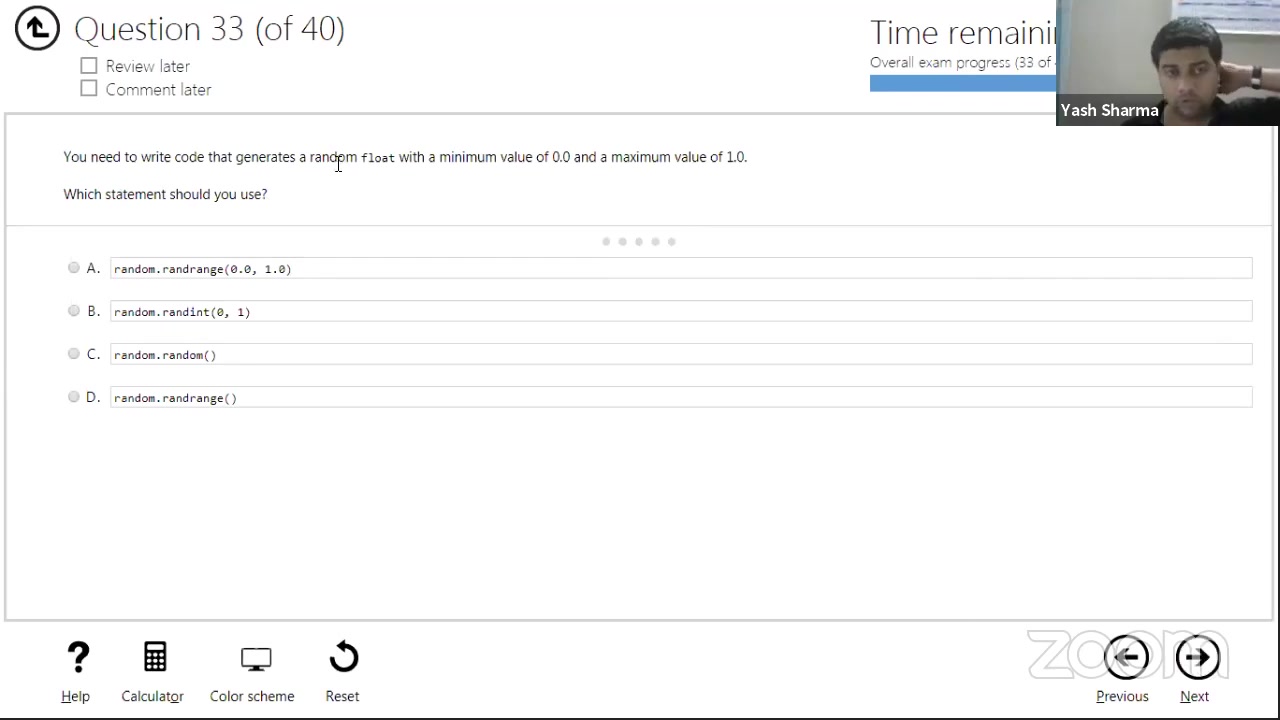 Question 33 (of 40)
Review later
Comment later
Time remaini
Overall exam progress (33 of
Yash Sharma
You need to write code that generates a random float with a minimum value of 0.0 and a maximum value of 1.0.
Which statement should you use?
A. random.randrange(0.0, 1.0)
B. random.randint(0, 1)
C. random.random()
D. random.randrange()
zoom
? Help
Calculator
Color scheme
Reset
Previous
Next